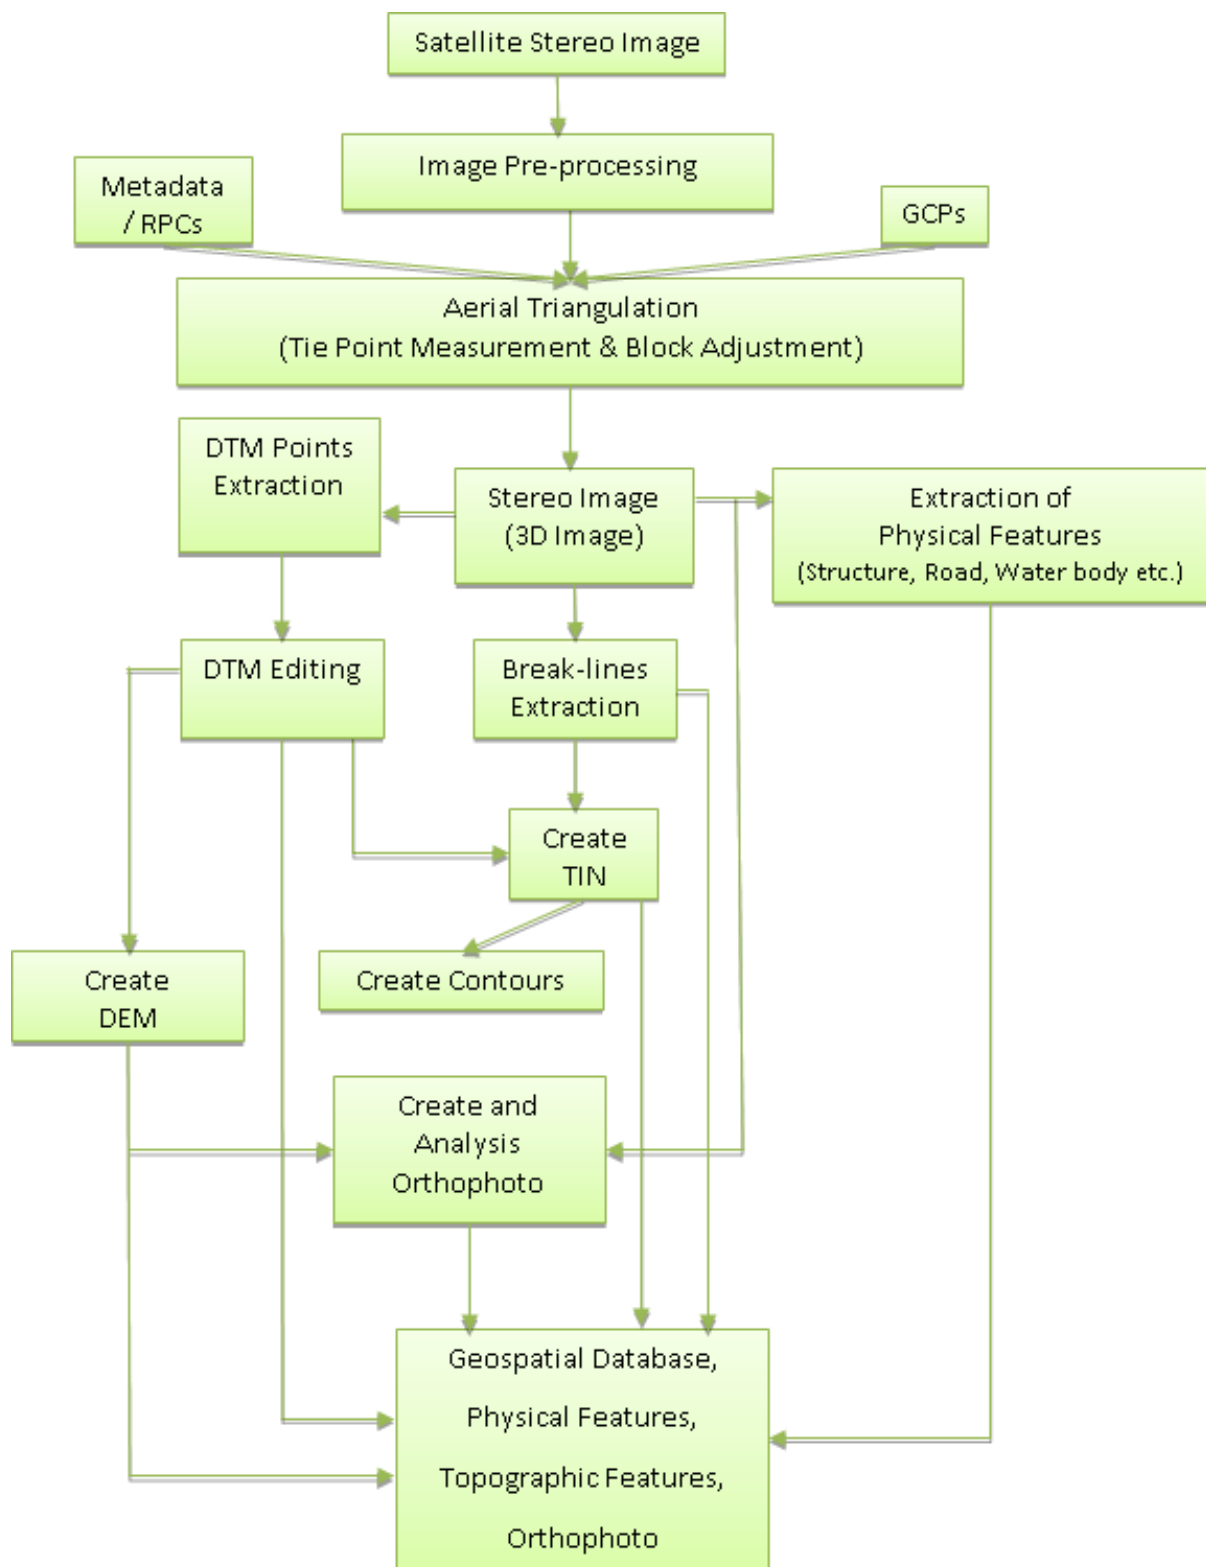 Satellite Stereo Image
Image Pre-processing
Metadata
/ RPCs
GCPs
Aerial Triangulation
(Tie Point Measurement & Block Adjustment)
DTM Points
Extraction
Stereo Image
(3D Image)
Extraction of
Physical Features
(Structure, Road, Water body etc.)
DTM Editing
Break-lines
Extraction
Create
TIN
Create
DEM
Create Contours
Create and
Analysis
Orthophoto
Geospatial Database,
Physical Features,
Topographic Features,
Orthophoto